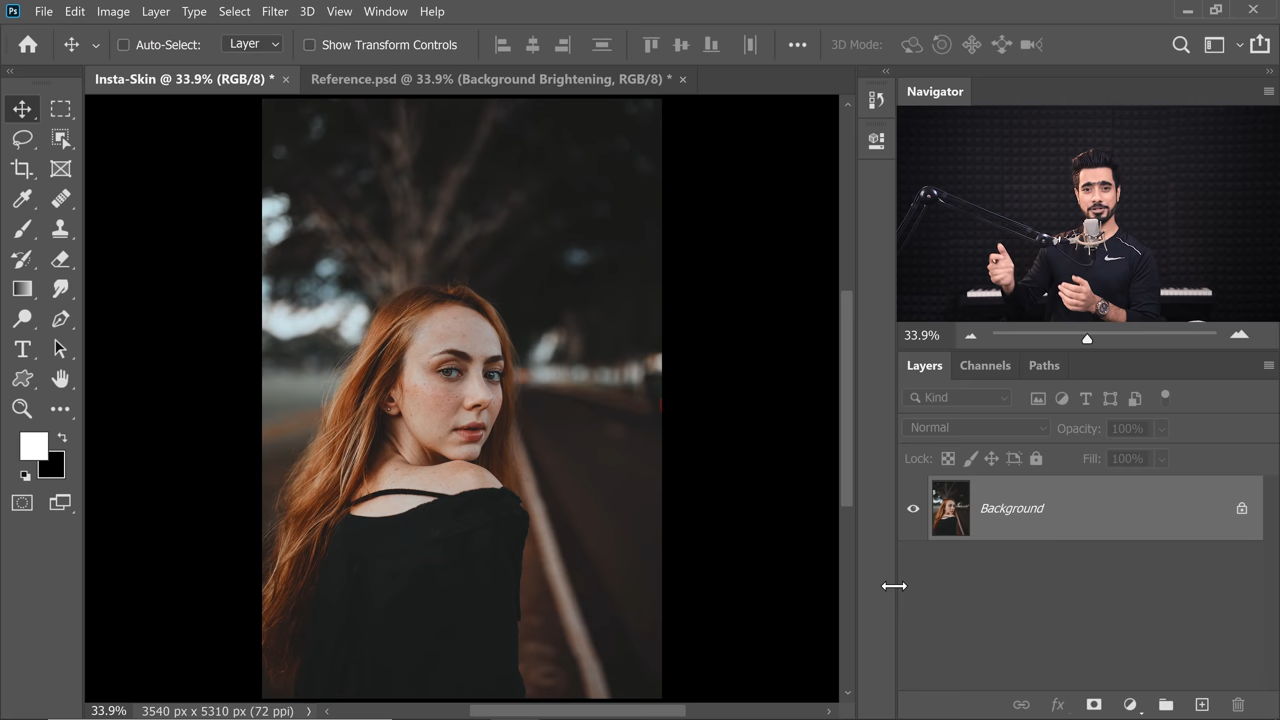 Ps File Edit Image Layer Type Select Filter 3D View Window Help
Auto-Select: Layer Show Transform Controls 3D Mode:
Insta-Skin @ 33.9% (RGB/8) * × Reference.psd @ 33.9% (Background Brightening, RGB/8) * ×
Navigator
33.9%
Layers Channels Paths
Kind
Normal Opacity: 100%
Lock: Fill: 100%
Background
fx
33.9% 3540 px x 5310 px (72 ppi)